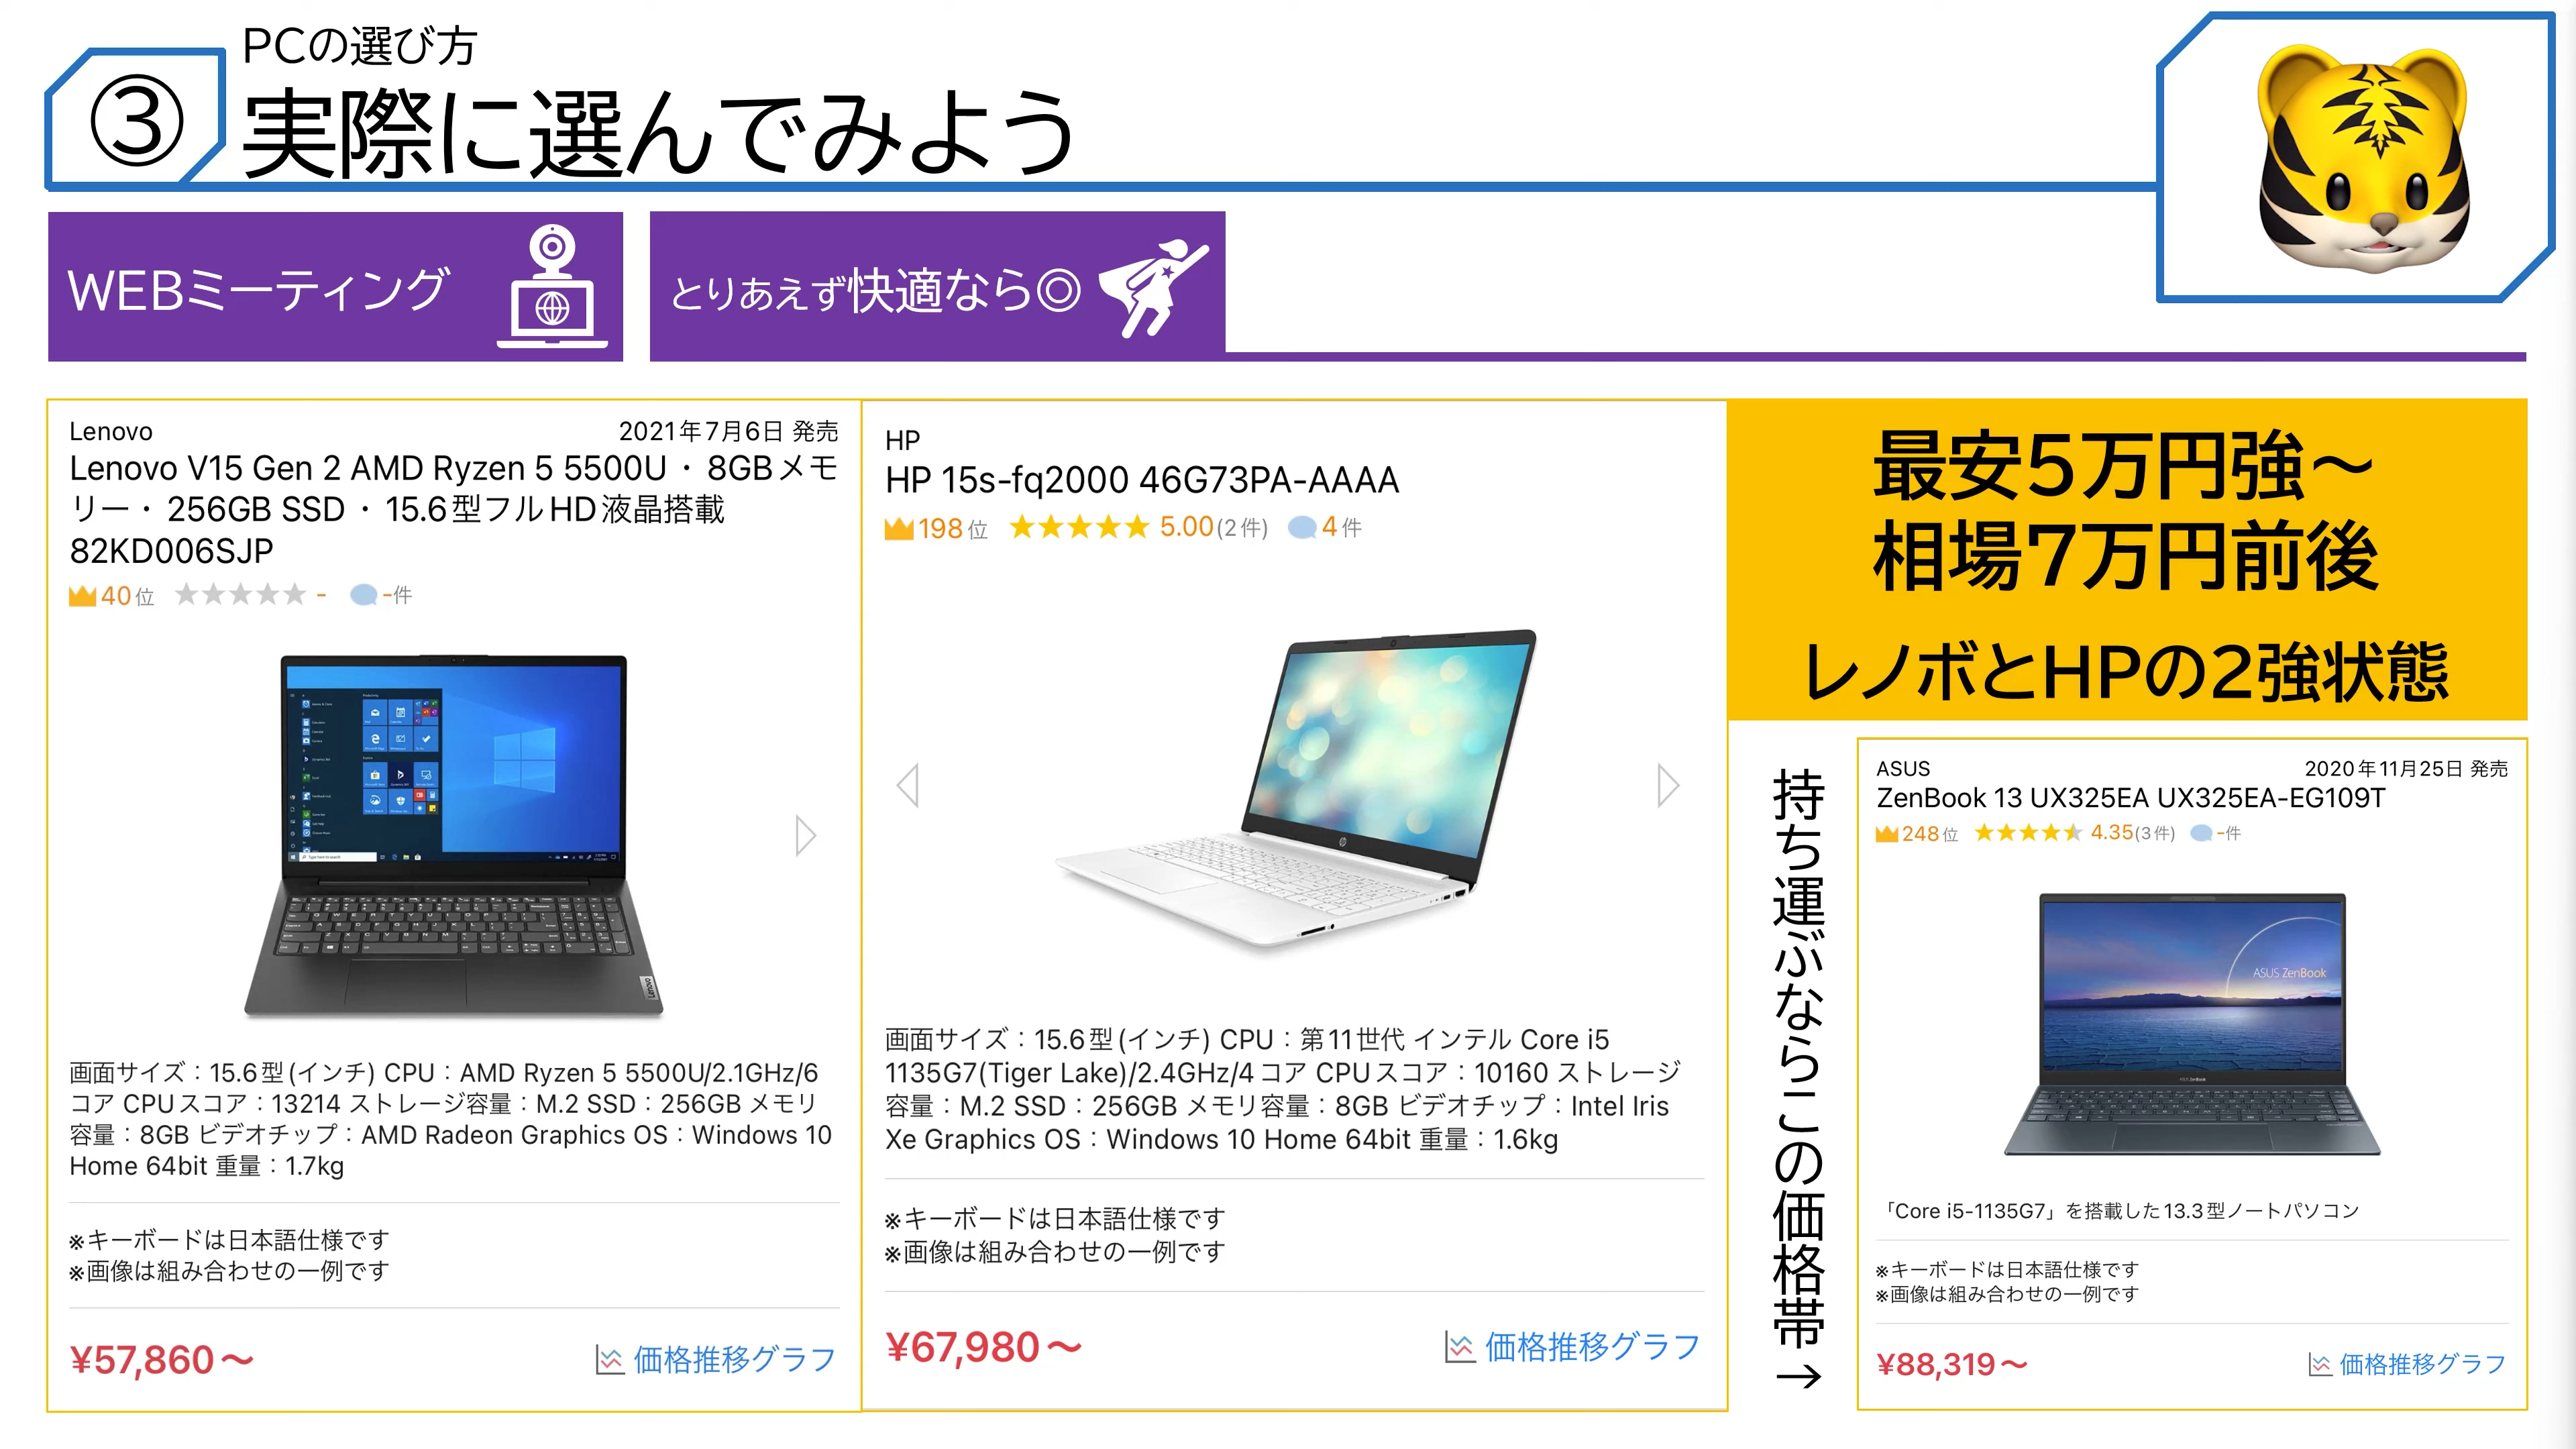 PCの選び方
③
実際に選んでみよう
WEBミーティング
とりあえず快適なら◎
Lenovo
2021年7月6日 発売
Lenovo V15 Gen 2 AMD Ryzen 5 5500U・8GBメモ
リー・256GB SSD・15.6型フルHD液晶搭載
82KD006SJP
40位 ★★★★★ - -件
画面サイズ：15.6型(インチ) CPU：AMD Ryzen 5 5500U/2.1GHz/6
コア CPUスコア：13214 ストレージ容量：M.2 SSD：256GB メモリ
容量：8GB ビデオチップ：AMD Radeon Graphics OS：Windows 10
Home 64bit 重量：1.7kg
※キーボードは日本語仕様です
※画像は組み合わせの一例です
¥57,860～
価格推移グラフ
HP
HP 15s-fq2000 46G73PA-AAAA
198位 ★★★★★ 5.00(2件) 4件
画面サイズ：15.6型(インチ) CPU：第11世代 インテル Core i5
1135G7(Tiger Lake)/2.4GHz/4コア CPUスコア：10160 ストレージ
容量：M.2 SSD：256GB メモリ容量：8GB ビデオチップ：Intel Iris
Xe Graphics OS：Windows 10 Home 64bit 重量：1.6kg
※キーボードは日本語仕様です
※画像は組み合わせの一例です
¥67,980～
価格推移グラフ
最安5万円強～
相場7万円前後
レノボとHPの2強状態
持ち運ぶならこの価格帯→
ASUS
2020年11月25日 発売
ZenBook 13 UX325EA UX325EA-EG109T
248位 ★★★★★ 4.35(3件) -件
ASUS ZenBook
「Core i5-1135G7」を搭載した13.3型ノートパソコン
※キーボードは日本語仕様です
※画像は組み合わせの一例です
¥88,319～
価格推移グラフ